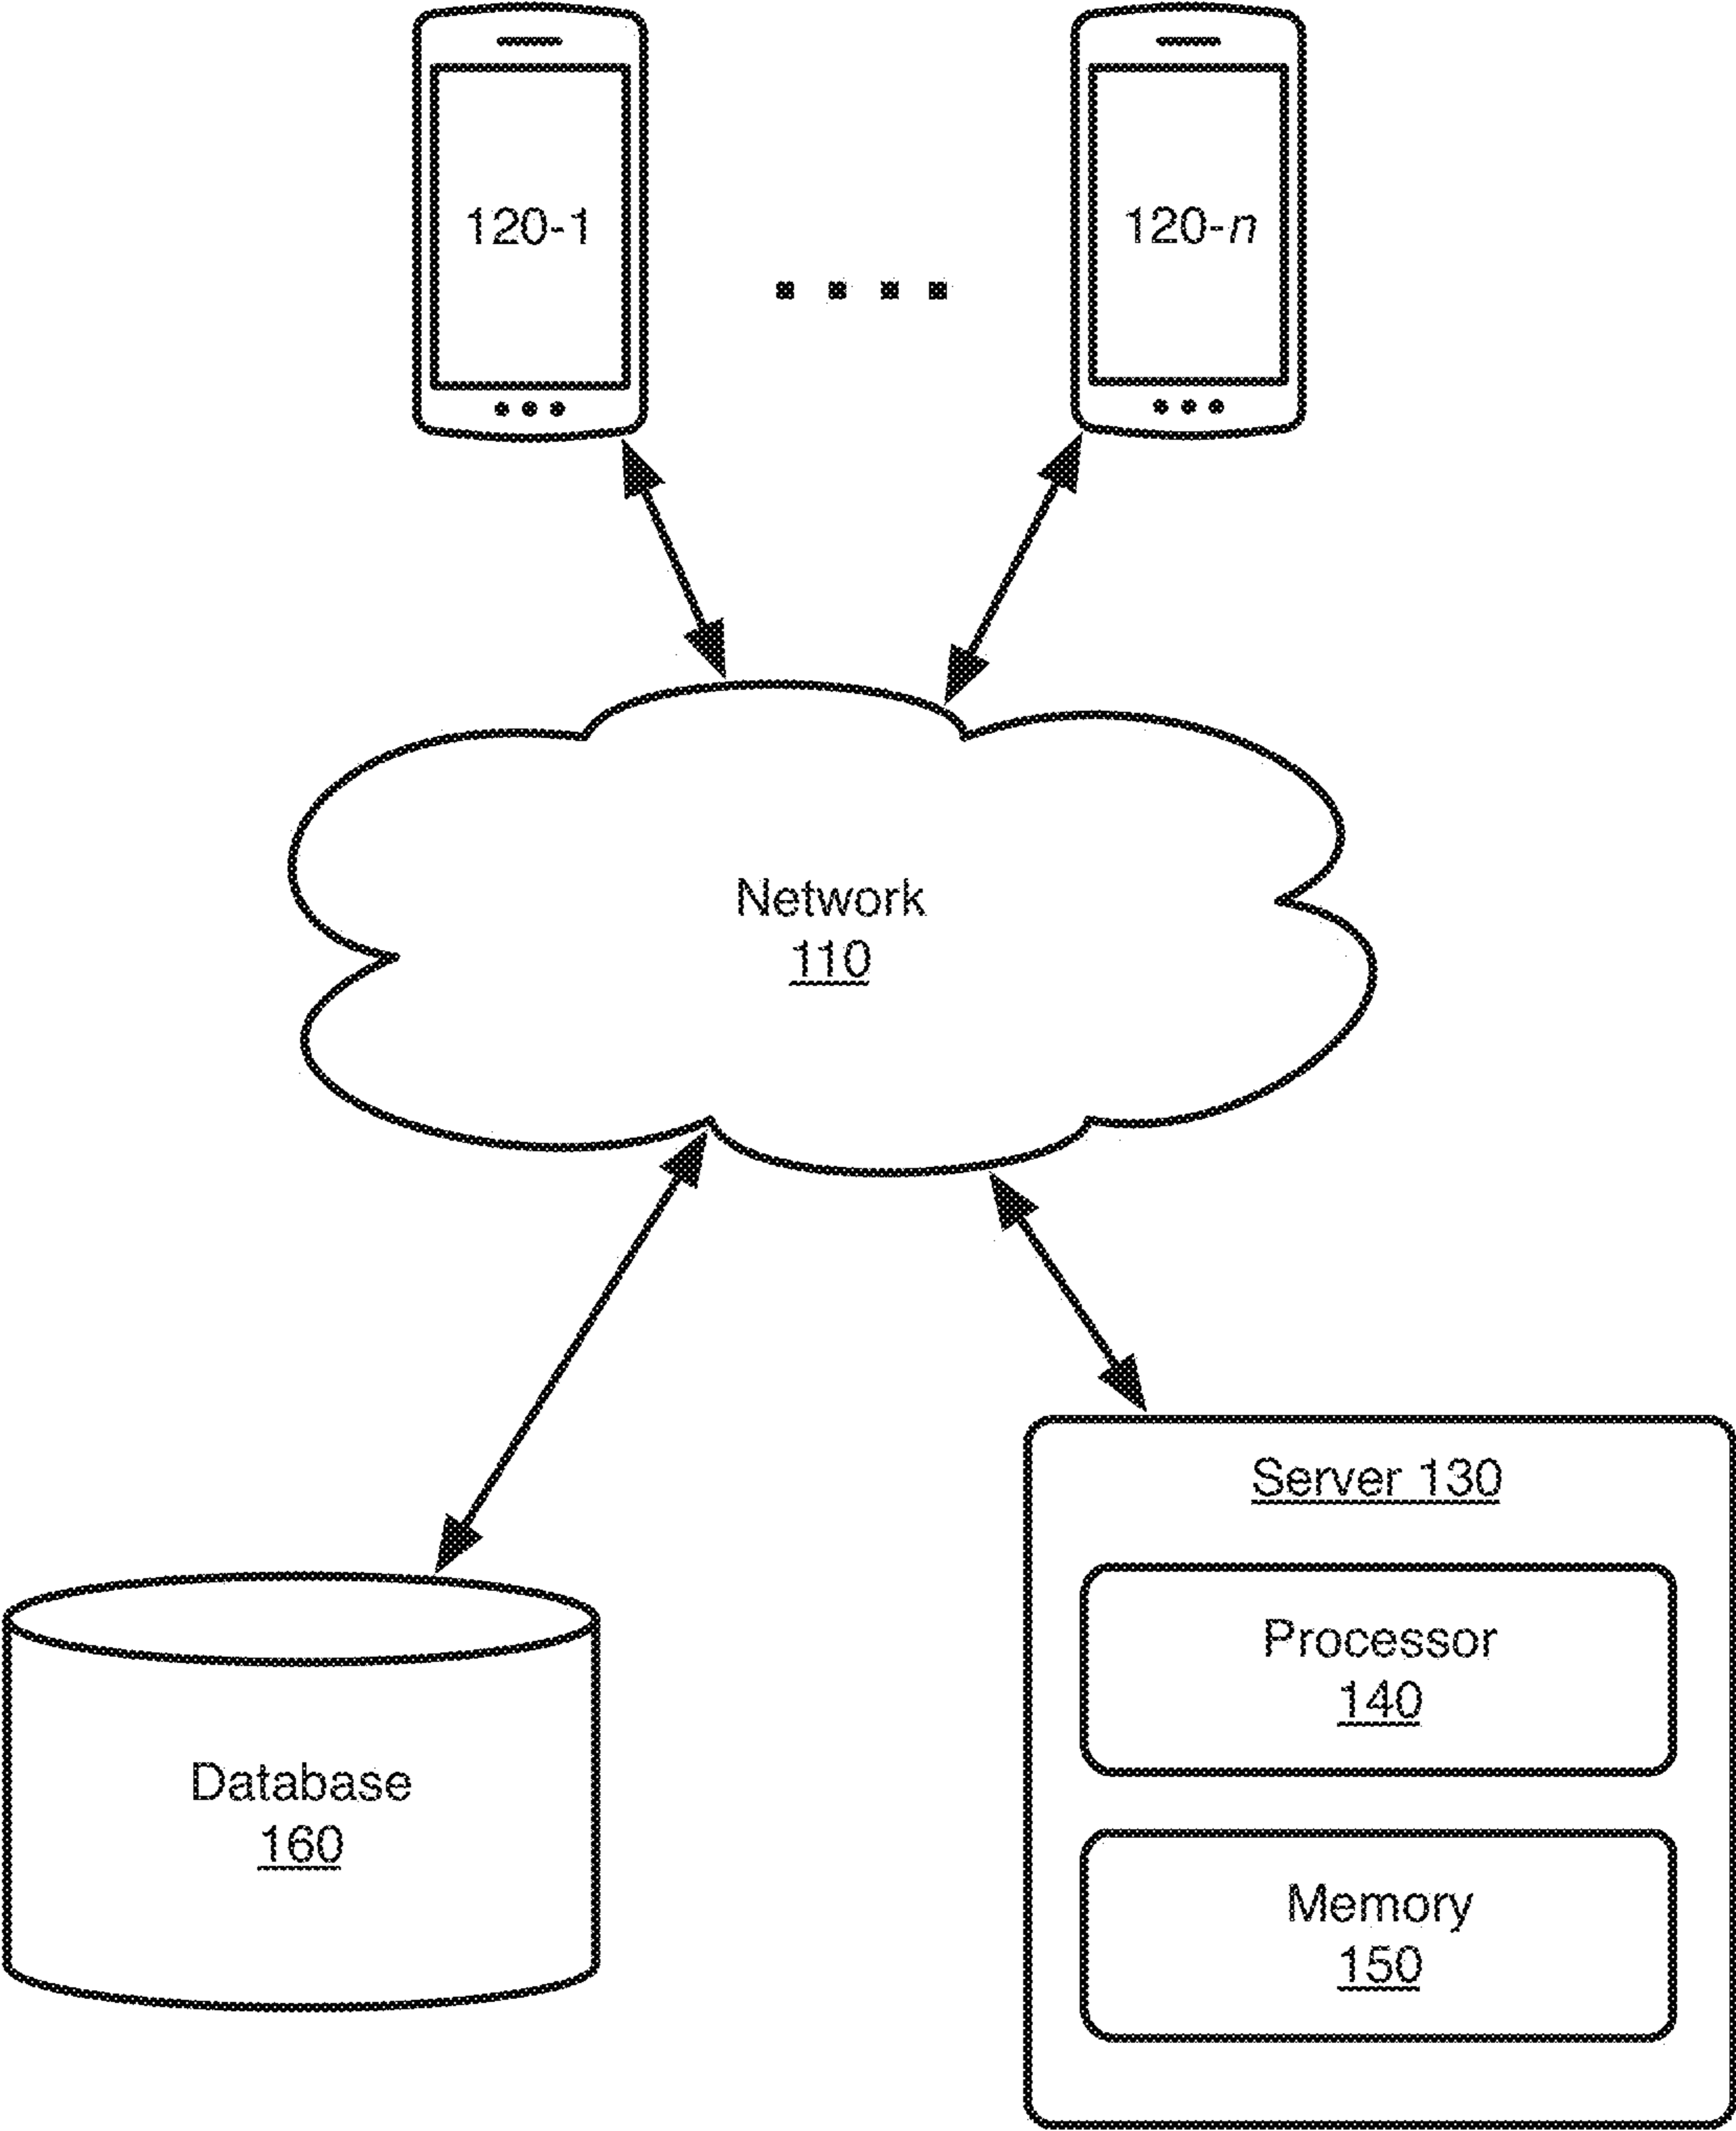 120-1
120-n
Network
110
Server 130
Processor
140
Database
160
Memory
150